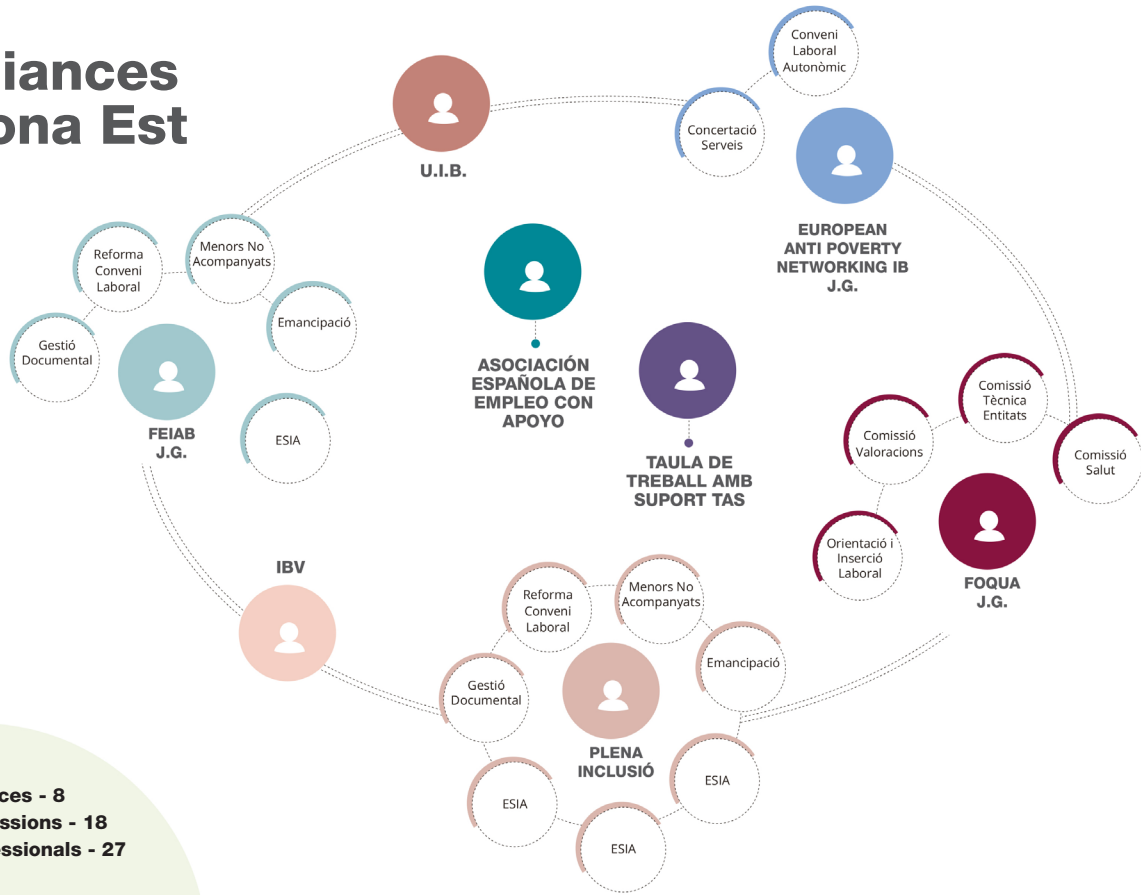 iances
ona Est
Conveni
Laboral
Autonòmic
Concertació
Serveis
U.I.B.
EUROPEAN
ANTI POVERTY
NETWORKING IB
J.G.
Reforma
Conveni
Laboral
Menors No
Acompanyats
Gestió
Documental
Emancipació
FEIAB
J.G.
ESIA
ASOCIACIÓN
ESPAÑOLA DE
EMPLEO CON
APOYO
TAULA DE
TREBALL AMB
SUPORT TAS
Comissió
Tècnica
Entitats
Comissió
Valoracions
Comissió
Salut
Orientació i
Inserció
Laboral
FOQUA
J.G.
IBV
Reforma
Conveni
Laboral
Menors No
Acompanyats
Gestió
Documental
Emancipació
PLENA
INCLUSIÓ
ESIA
ESIA
ESIA
ces - 8
ssions - 18
essionals - 27